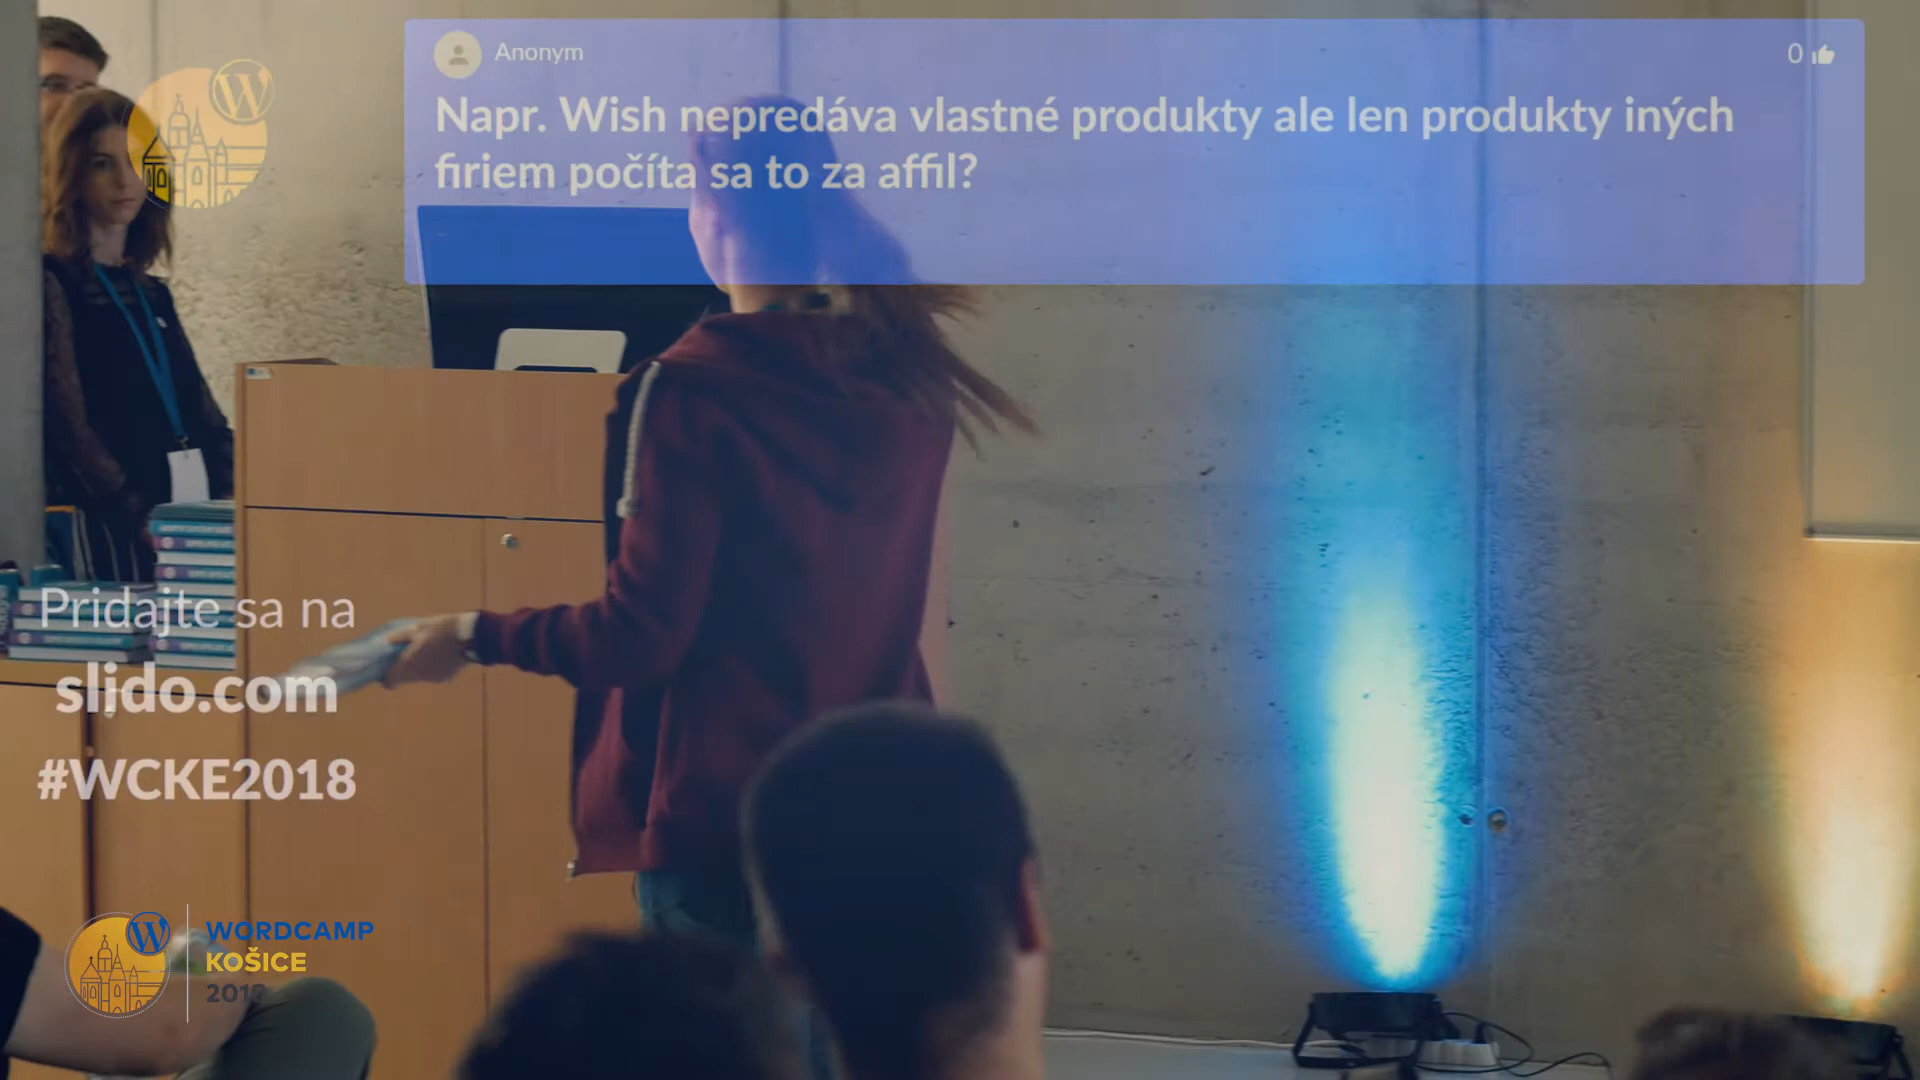 Anonym
0
Napr. Wish nepredáva vlastné produkty ale len produkty iných
firiem počíta sa to za affil?
Pridajte sa na
slido.com
#WCKE2018
WORDCAMP
KOŠICE
2018